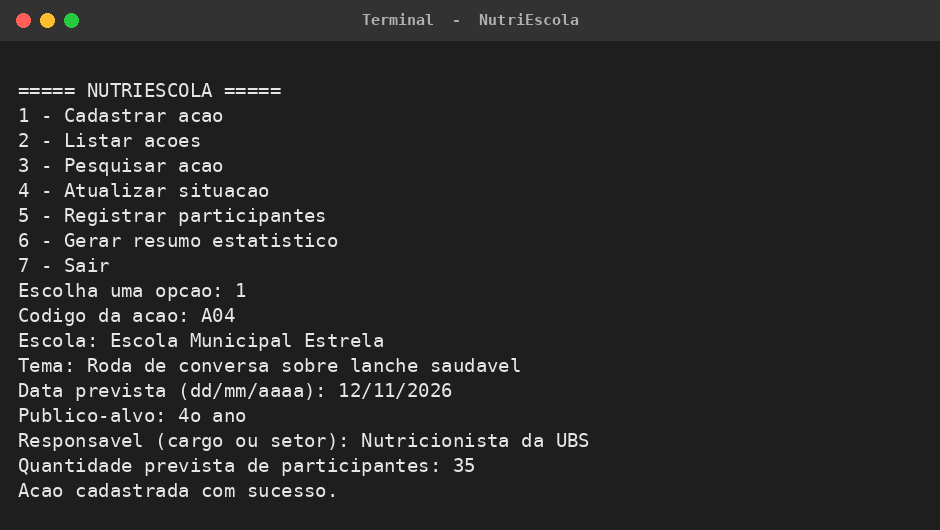 Terminal  -  NutriEscola
===== NUTRIESCOLA =====
1 - Cadastrar acao
2 - Listar acoes
3 - Pesquisar acao
4 - Atualizar situacao
5 - Registrar participantes
6 - Gerar resumo estatistico
7 - Sair
Escolha uma opcao: 1
Codigo da acao: A04
Escola: Escola Municipal Estrela
Tema: Roda de conversa sobre lanche saudavel
Data prevista (dd/mm/aaaa): 12/11/2026
Publico-alvo: 4o ano
Responsavel (cargo ou setor): Nutricionista da UBS
Quantidade prevista de participantes: 35
Acao cadastrada com sucesso.